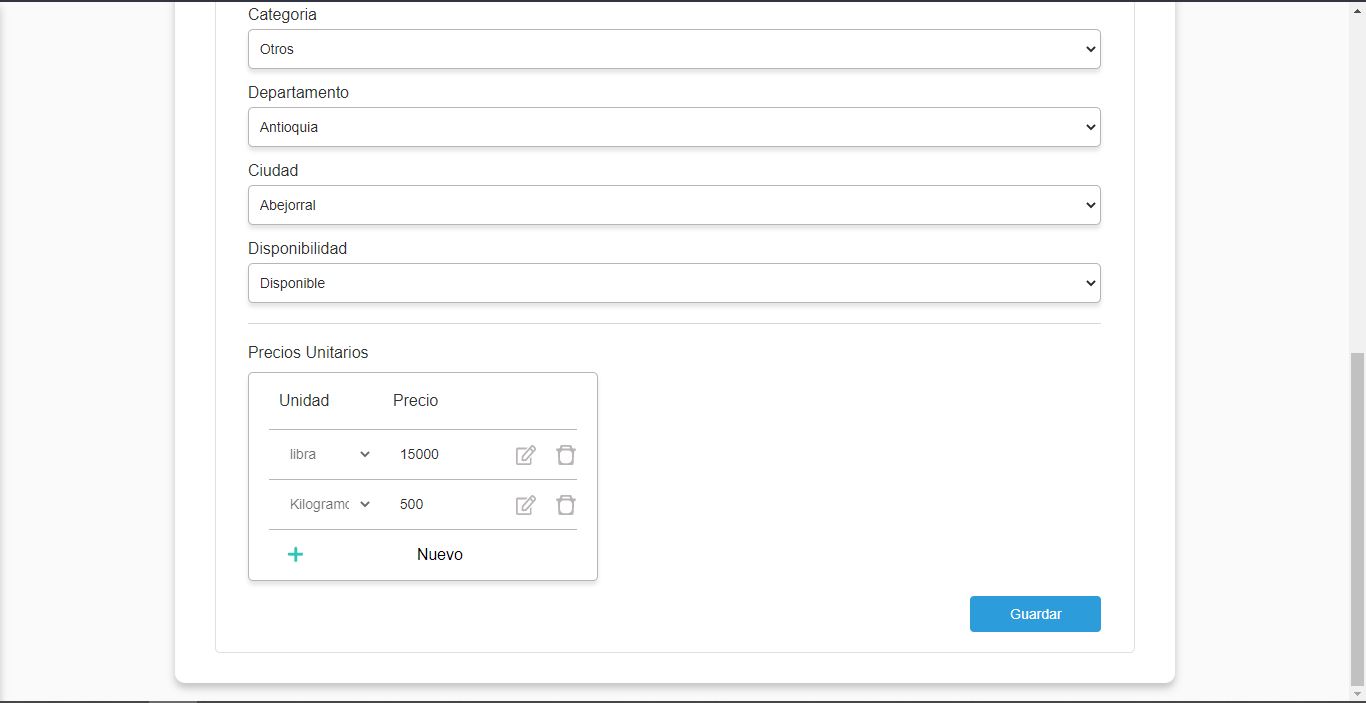 Categoria
Otros
Departamento
Antioquia
Ciudad
Abejorral
Disponibilidad
Disponible
Precios Unitarios
Unidad Precio
libra 15000
Kilogramo 500
Nuevo
Guardar